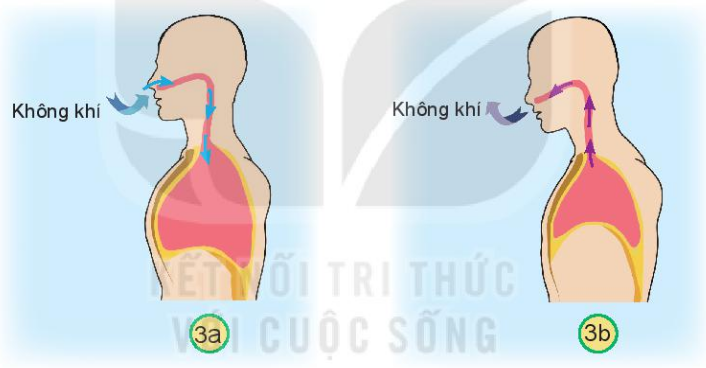 Không khí
Không khí
KẾT NỐI TRI THỨC
VỚI CUỘC SỐNG
3a
3b